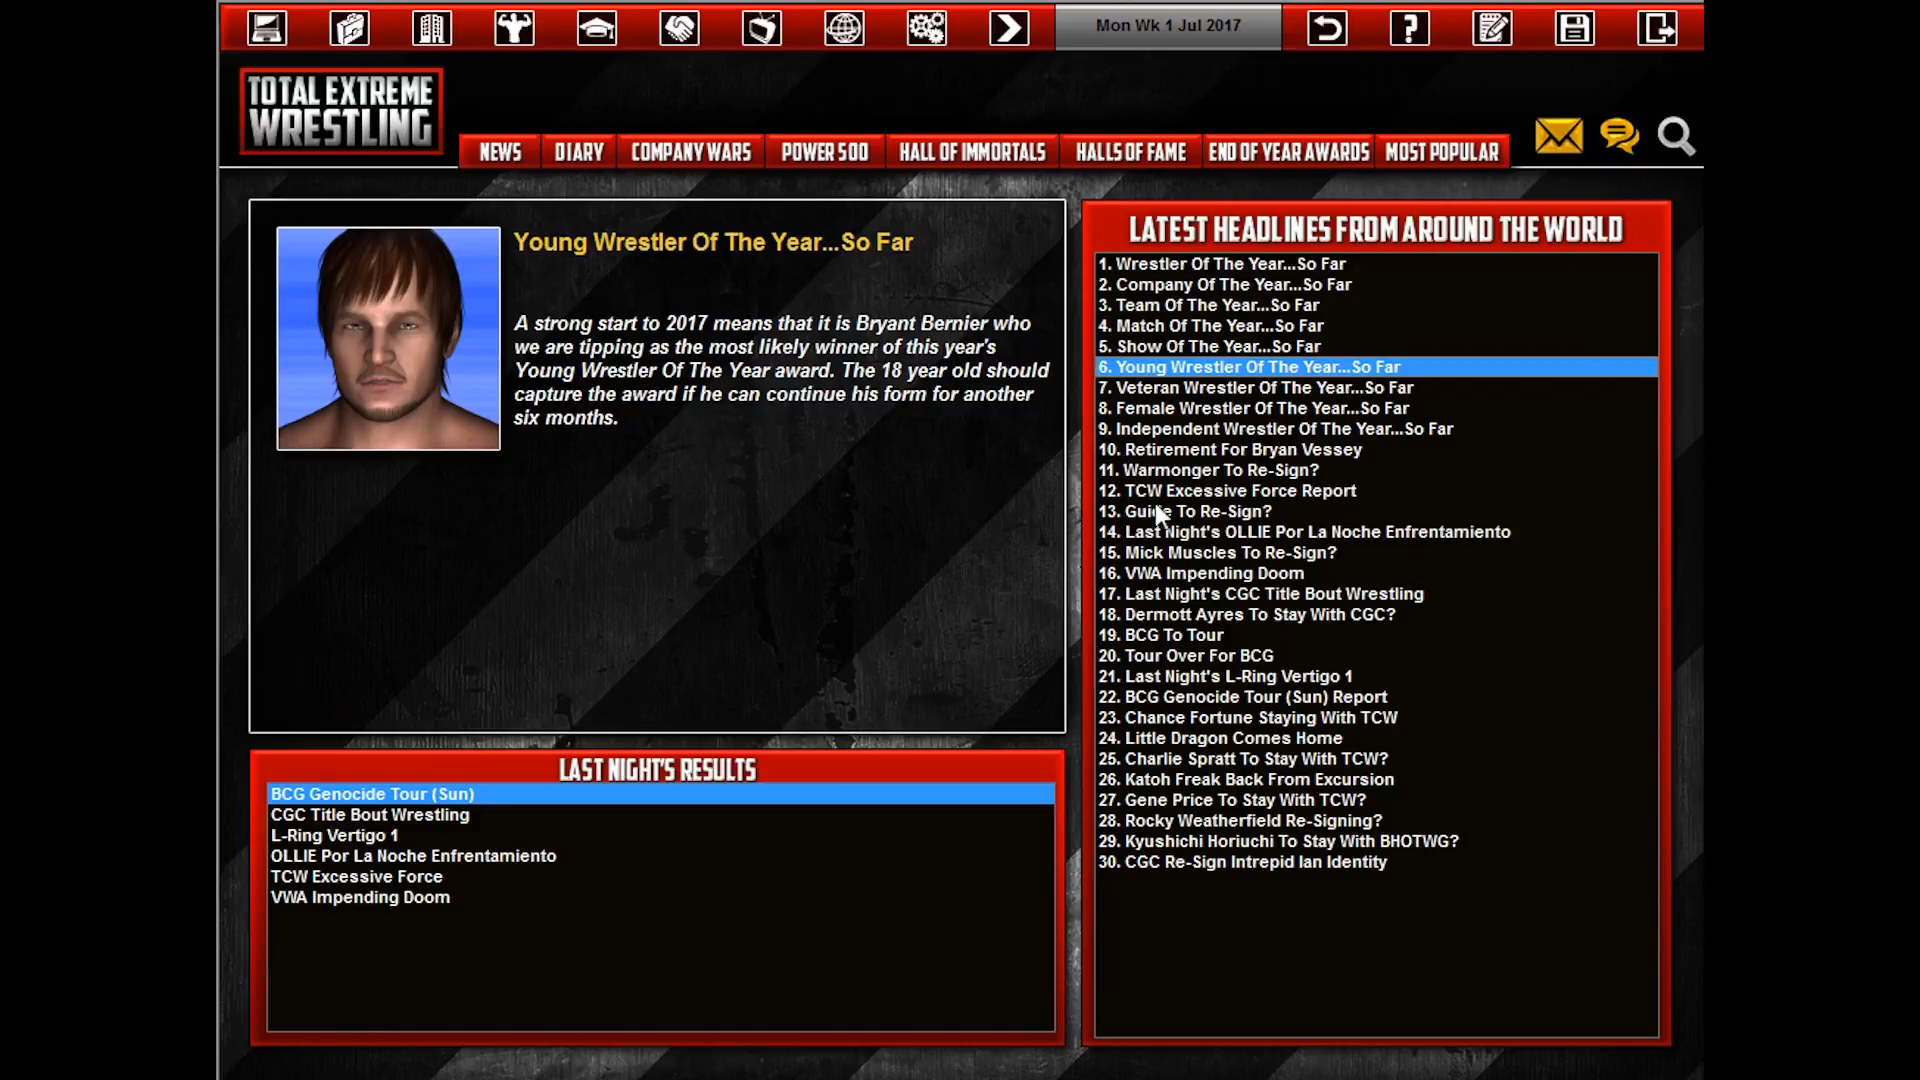 Mon Wk 1 Jul 2017
?
TOTAL EXTREME
WRESTLING
NEWS
DIARY
COMPANY WARS
POWER 500
HALL OF IMMORTALS
HALLS OF FAME
END OF YEAR AWARDS
MOST POPULAR
Young Wrestler Of The Year...So Far
A strong start to 2017 means that it is Bryant Bernier who
we are tipping as the most likely winner of this year's
Young Wrestler Of The Year award. The 18 year old should
capture the award if he can continue his form for another
six months.
LAST NIGHT'S RESULTS
BCG Genocide Tour (Sun)
CGC Title Bout Wrestling
L-Ring Vertigo 1
OLLIE Por La Noche Enfrentamiento
TCW Excessive Force
VWA Impending Doom
LATEST HEADLINES FROM AROUND THE WORLD
1. Wrestler Of The Year...So Far
2. Company Of The Year...So Far
3. Team Of The Year...So Far
4. Match Of The Year...So Far
5. Show Of The Year...So Far
6. Young Wrestler Of The Year...So Far
7. Veteran Wrestler Of The Year...So Far
8. Female Wrestler Of The Year...So Far
9. Independent Wrestler Of The Year...So Far
10. Retirement For Bryan Vessey
11. Warmonger To Re-Sign?
12. TCW Excessive Force Report
13. Guide To Re-Sign?
14. Last Night's OLLIE Por La Noche Enfrentamiento
15. Mick Muscles To Re-Sign?
16. VWA Impending Doom
17. Last Night's CGC Title Bout Wrestling
18. Dermott Ayres To Stay With CGC?
19. BCG To Tour
20. Tour Over For BCG
21. Last Night's L-Ring Vertigo 1
22. BCG Genocide Tour (Sun) Report
23. Chance Fortune Staying With TCW
24. Little Dragon Comes Home
25. Charlie Spratt To Stay With TCW?
26. Katoh Freak Back From Excursion
27. Gene Price To Stay With TCW?
28. Rocky Weatherfield Re-Signing?
29. Kyushichi Horiuchi To Stay With BHOTWG?
30. CGC Re-Sign Intrepid Ian Identity